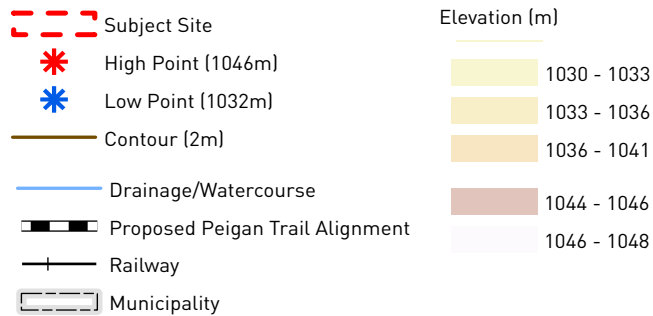 Subject Site
High Point (1046m)
Low Point (1032m)
Contour (2m)
Drainage/Watercourse
Proposed Peigan Trail Alignment
Railway
Municipality
Elevation (m)
1030 - 1033
1033 - 1036
1036 - 1041
1044 - 1046
1046 - 1048